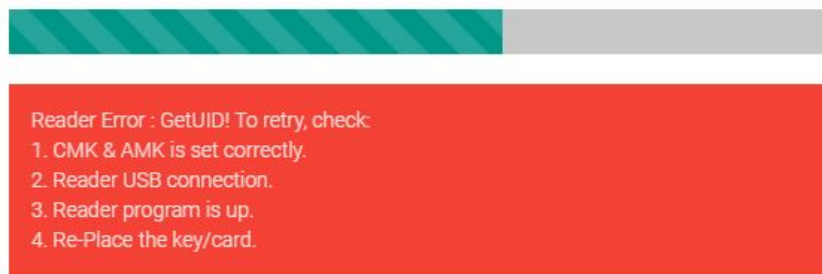 Reader Error : GetUID! To retry, check:
1. CMK & AMK is set correctly.
2. Reader USB connection.
3. Reader program is up.
4. Re-Place the key/card.